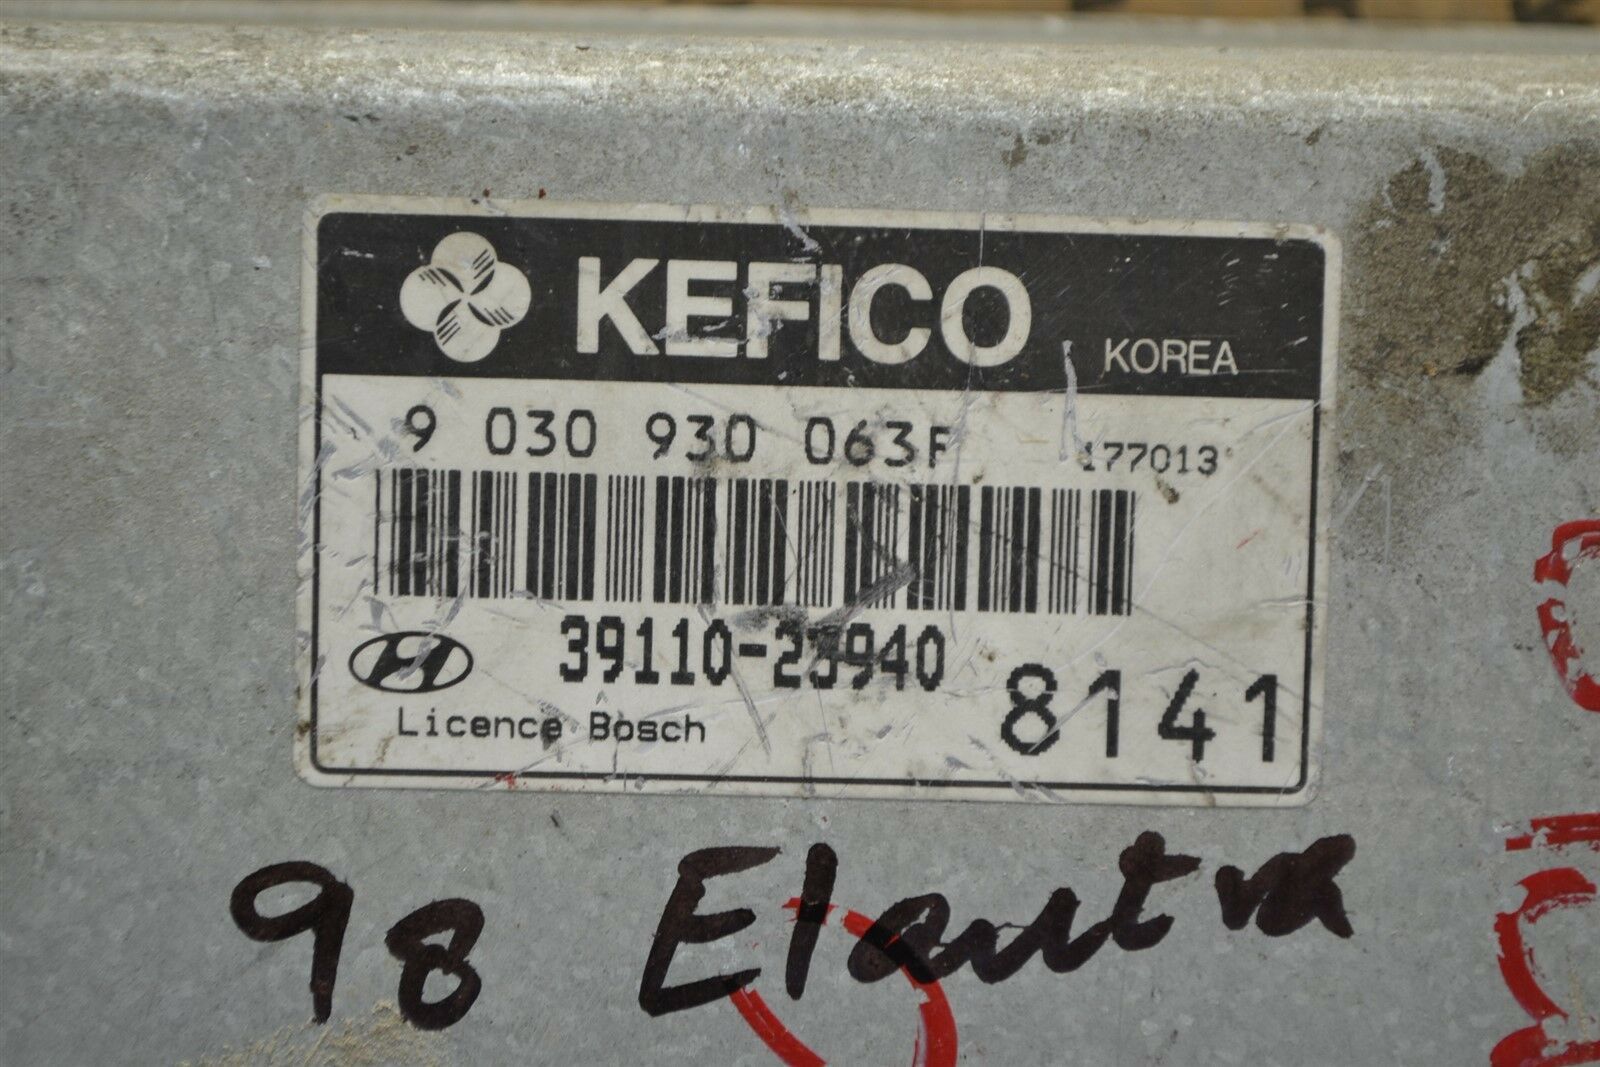 KEFICO KOREA
9 030 930 063F 177013
39110-23940
8141
Licence Bosch
98 Elantra